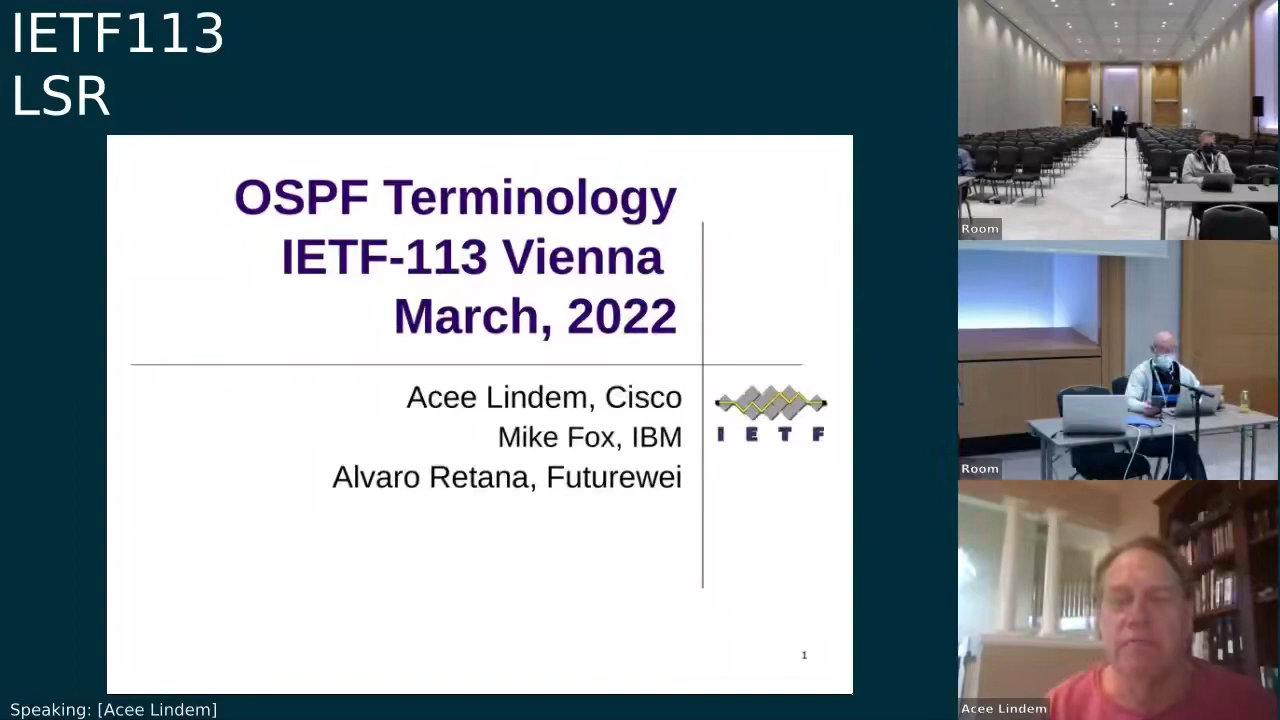 IETF113
LSR
OSPF Terminology
IETF-113 Vienna
March, 2022
Acee Lindem, Cisco
Mike Fox, IBM
Alvaro Retana, Futurewei
I E T F
1
Room
Room
Acee Lindem
Speaking: [Acee Lindem]